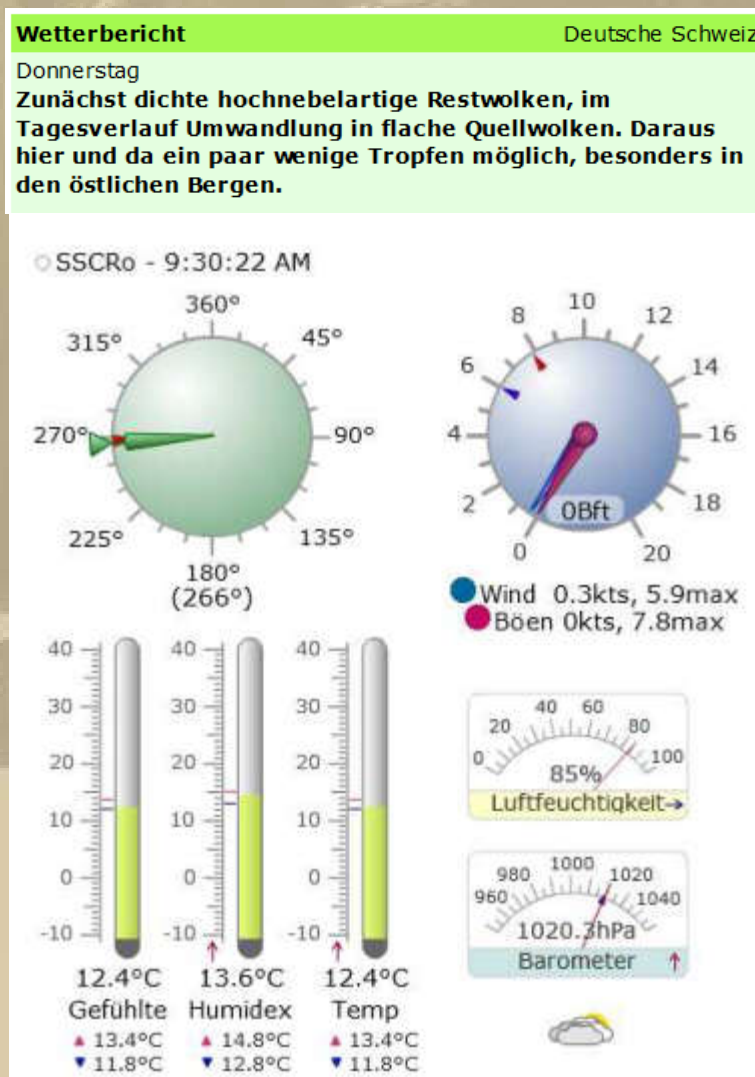 Wetterbericht Deutsche Schweiz
Donnerstag
Zunächst dichte hochnebelartige Restwolken, im
Tagesverlauf Umwandlung in flache Quellwolken. Daraus
hier und da ein paar wenige Tropfen möglich, besonders in
den östlichen Bergen.
SSCRo - 9:30:22 AM
360°
315° 45°
270° 90°
225° 135°
180°
(266°)
10
8 12
6 14
4 16
2 18
0 20
0Bft
Wind 0.3kts, 5.9max
Böen 0kts, 7.8max
40 40 40
30 30 30
20 20 20
10 10 10
0 0 0
-10 -10 -10
12.4°C 13.6°C 12.4°C
Gefühlte Humidex Temp
13.4°C 14.8°C 13.4°C
11.8°C 12.8°C 11.8°C
40 60
20 80
0 100
85%
Luftfeuchtigkeit
1000
980 1020
960 1040
1020.3hPa
Barometer